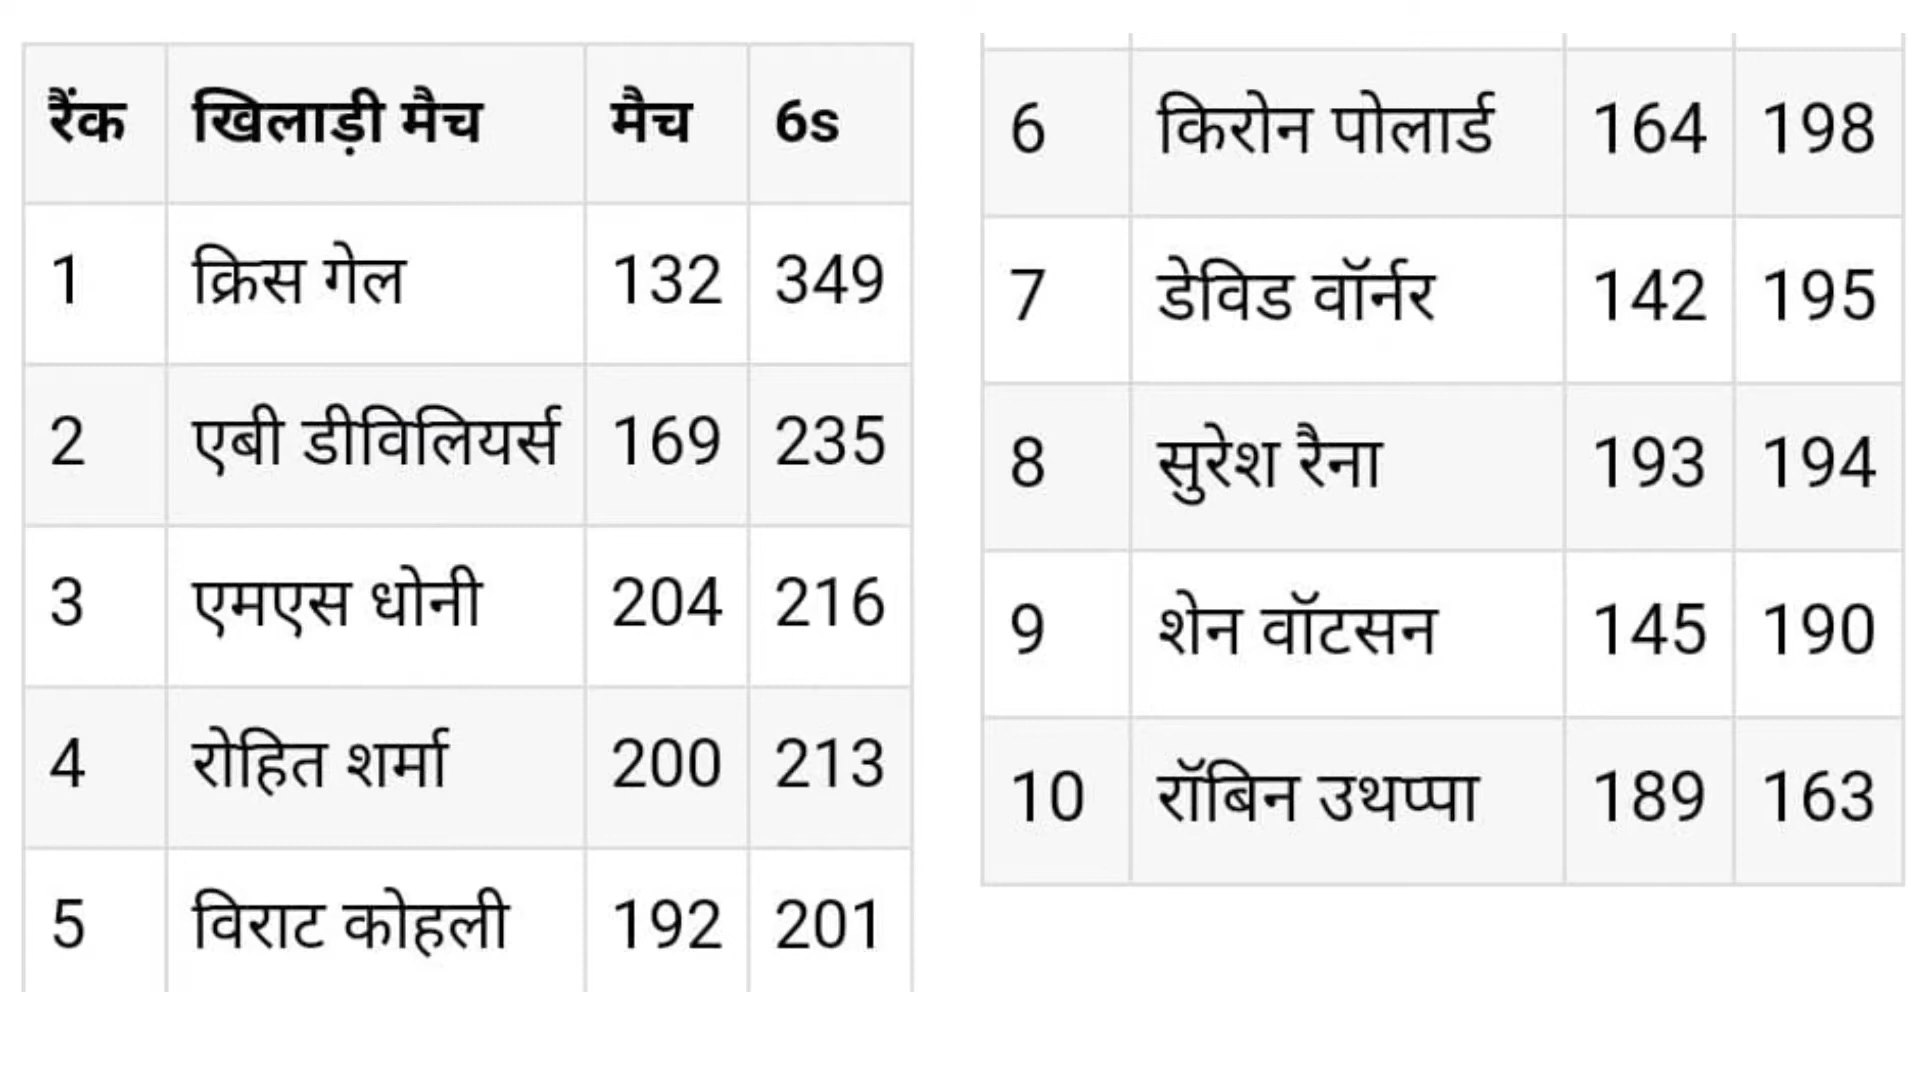 रैंक खिलाड़ी मैच मैच 6s
1 क्रिस गेल 132 349
2 एबी डीविलियर्स 169 235
3 एमएस धोनी 204 216
4 रोहित शर्मा 200 213
5 विराट कोहली 192 201
6 किरोन पोलार्ड 164 198
7 डेविड वॉर्नर 142 195
8 सुरेश रैना 193 194
9 शेन वॉटसन 145 190
10 रॉबिन उथप्पा 189 163